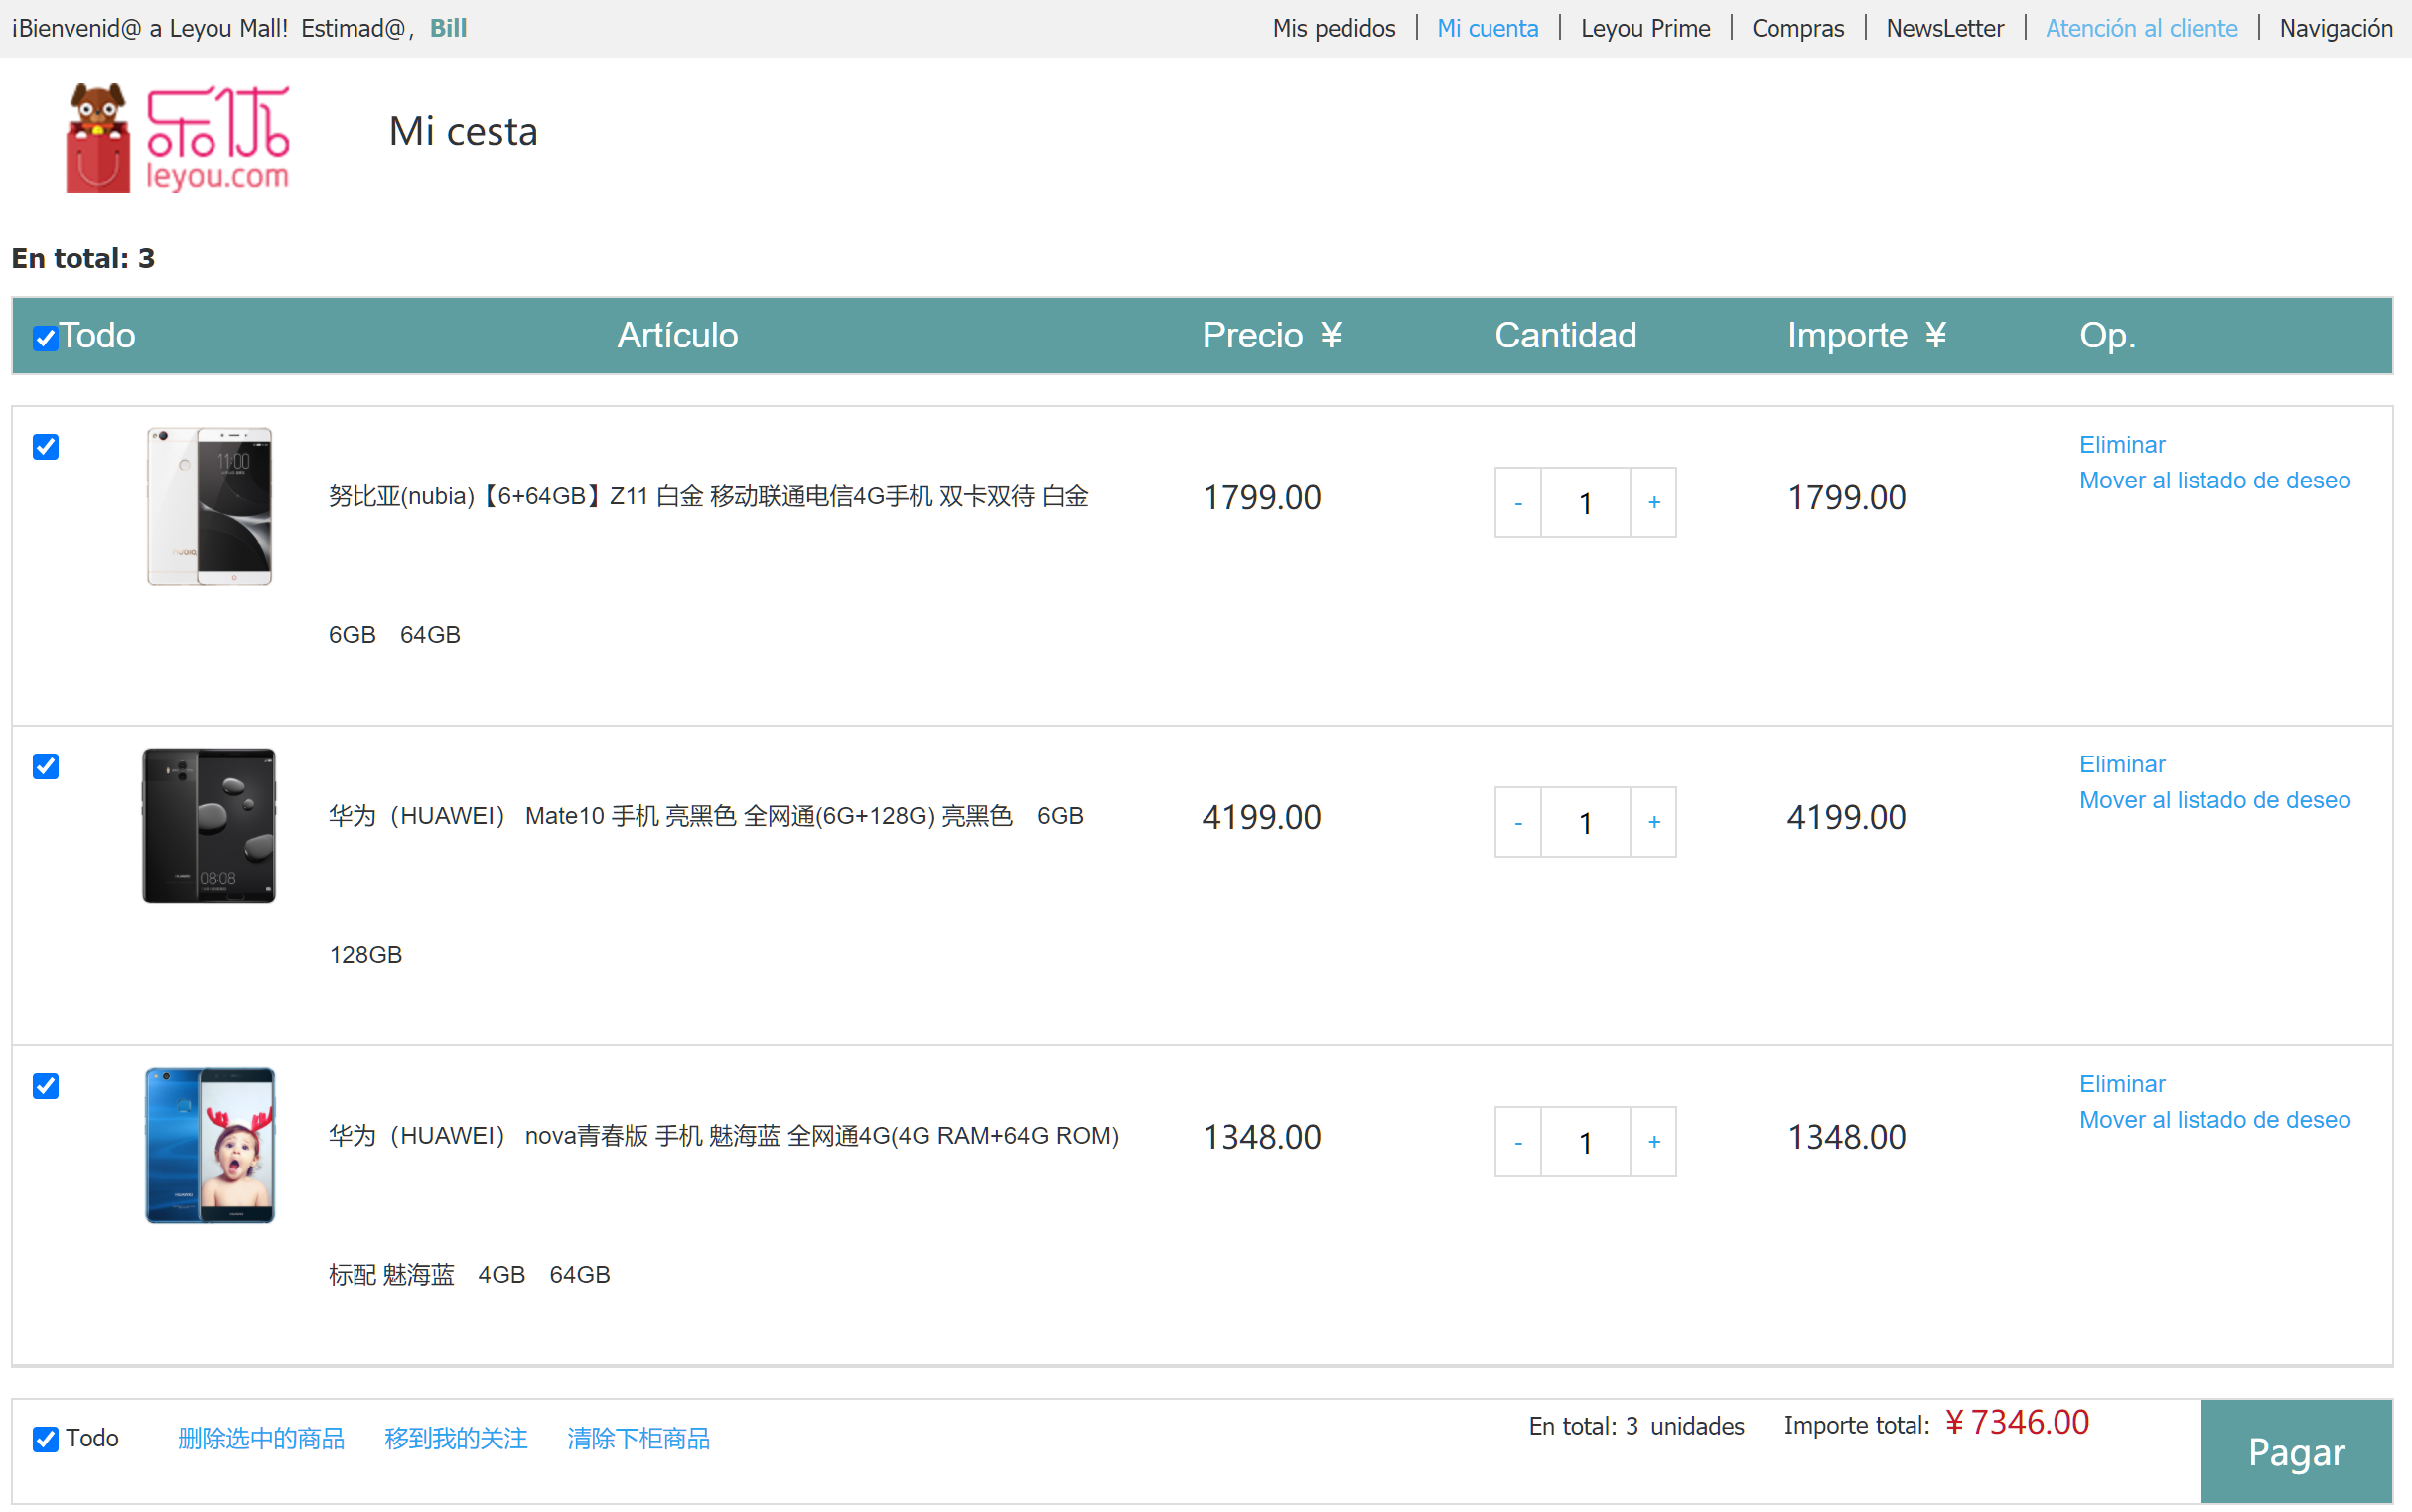 ¡Bienvenid@ a Leyou Mall! Estimad@, Bill
Mis pedidos | Mi cuenta | Leyou Prime | Compras | NewsLetter | Atención al cliente | Navegación
乐优
leyou.com
Mi cesta
En total: 3
Todo Artículo Precio ¥ Cantidad Importe ¥ Op.
努比亚(nubia)【6+64GB】Z11 白金 移动联通电信4G手机 双卡双待 白金
6GB 64GB
1799.00
- 1 +
1799.00
Eliminar
Mover al listado de deseo
11:00
nubia
华为（HUAWEI） Mate10 手机 亮黑色 全网通(6G+128G) 亮黑色 6GB
128GB
4199.00
- 1 +
4199.00
Eliminar
Mover al listado de deseo
08:08
华为（HUAWEI） nova青春版 手机 魅海蓝 全网通4G(4G RAM+64G ROM)
标配 魅海蓝 4GB 64GB
1348.00
- 1 +
1348.00
Eliminar
Mover al listado de deseo
Todo 删除选中的商品 移到我的关注 清除下柜商品
En total: 3 unidades Importe total: ¥ 7346.00
Pagar